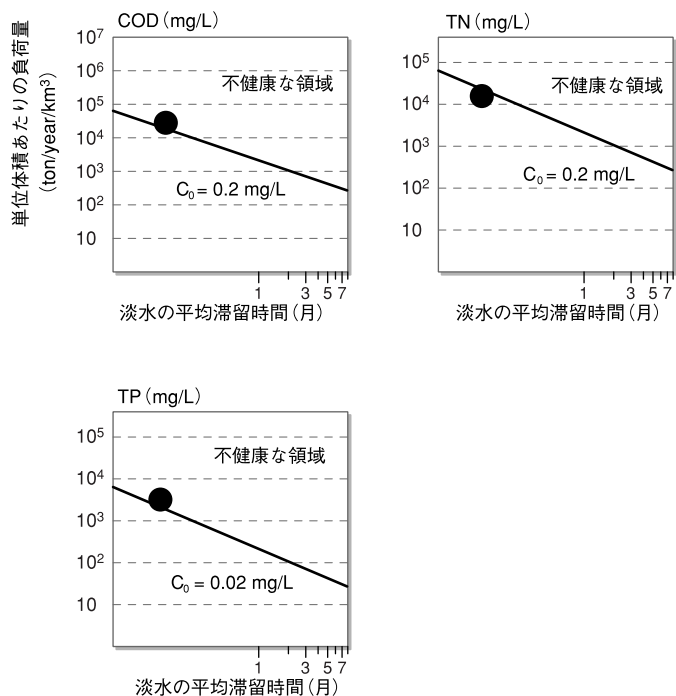 COD（mg/L）
単位体積あたりの負荷量
（ton/year/km³）
10⁷
10⁶
10⁵
10⁴
10³
10²
10
不健康な領域
C₀ = 0.2 mg/L
1 3 5 7
淡水の平均滞留時間（月）
TN（mg/L）
10⁵
10⁴
10³
10²
10
不健康な領域
C₀ = 0.2 mg/L
1 3 5 7
淡水の平均滞留時間（月）
TP（mg/L）
10⁵
10⁴
10³
10²
10
不健康な領域
C₀ = 0.02 mg/L
1 3 5 7
淡水の平均滞留時間（月）